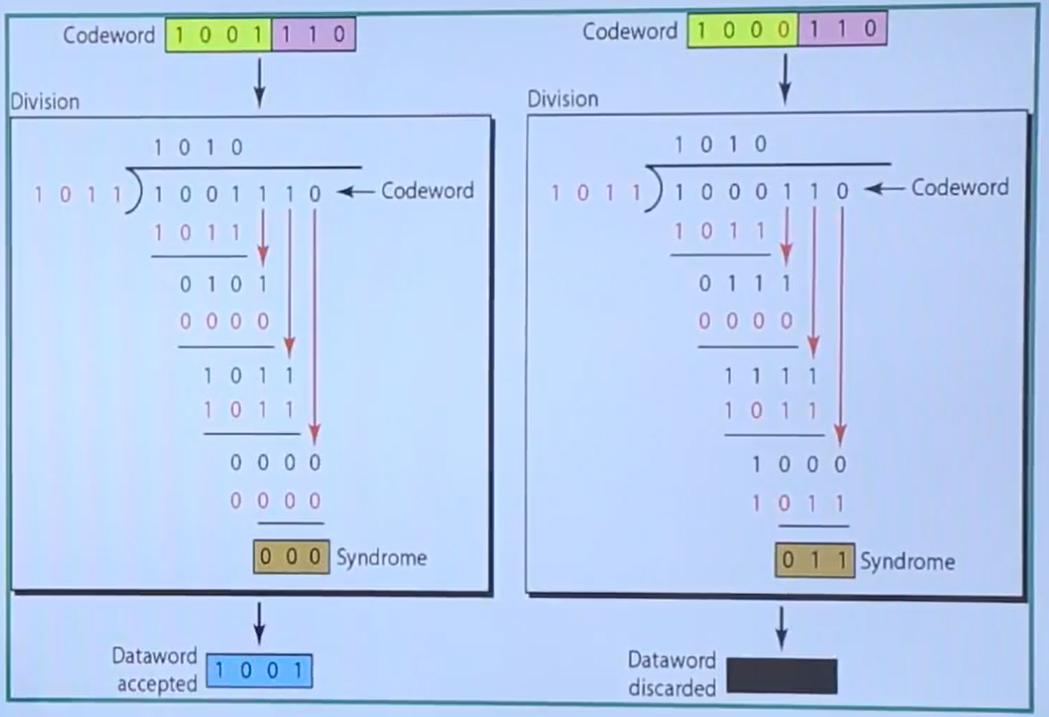 Codeword 1 0 0 1 1 1 0
Division
1 0 1 0
1 0 1 1 ) 1 0 0 1 1 1 0 Codeword
1 0 1 1
0 1 0 1
0 0 0 0
1 0 1 1
1 0 1 1
0 0 0 0
0 0 0 0
0 0 0 Syndrome
Dataword
accepted 1 0 0 1
Codeword 1 0 0 0 1 1 0
Division
1 0 1 0
1 0 1 1 ) 1 0 0 0 1 1 0 Codeword
1 0 1 1
0 1 1 1
0 0 0 0
1 1 1 1
1 0 1 1
1 0 0 0
1 0 1 1
0 1 1 Syndrome
Dataword
discarded